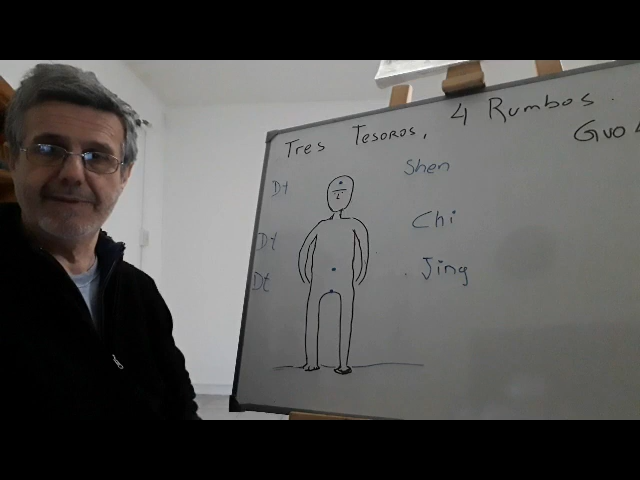 Tres Tesoros, 4 Rumbos.
Guo
Dt Shen
Dt Chi
Dt Jing